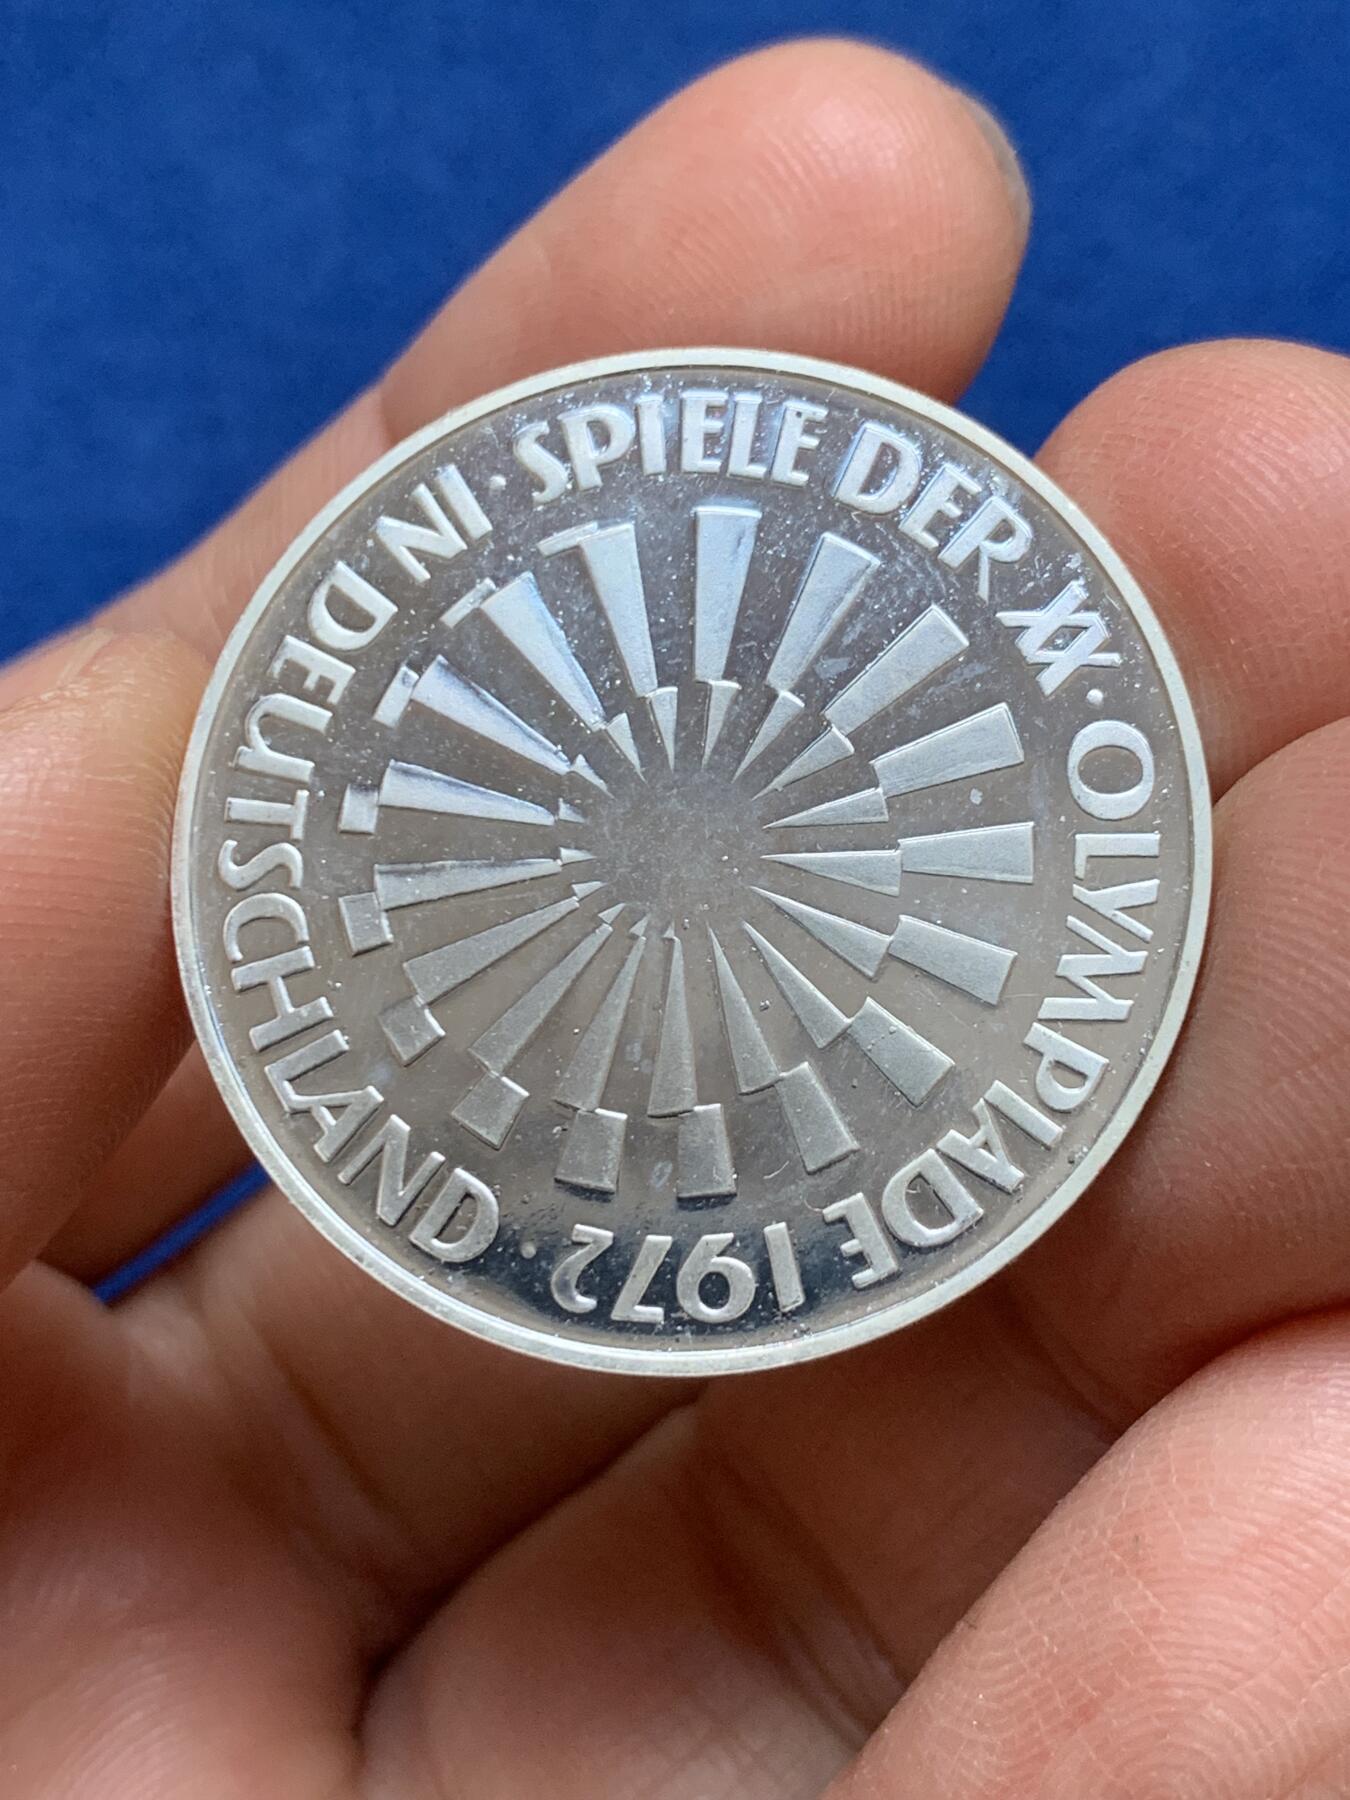 SPIELE DER XX. OLYMPIADE 1972 · IN DEUTSCHLAND ·